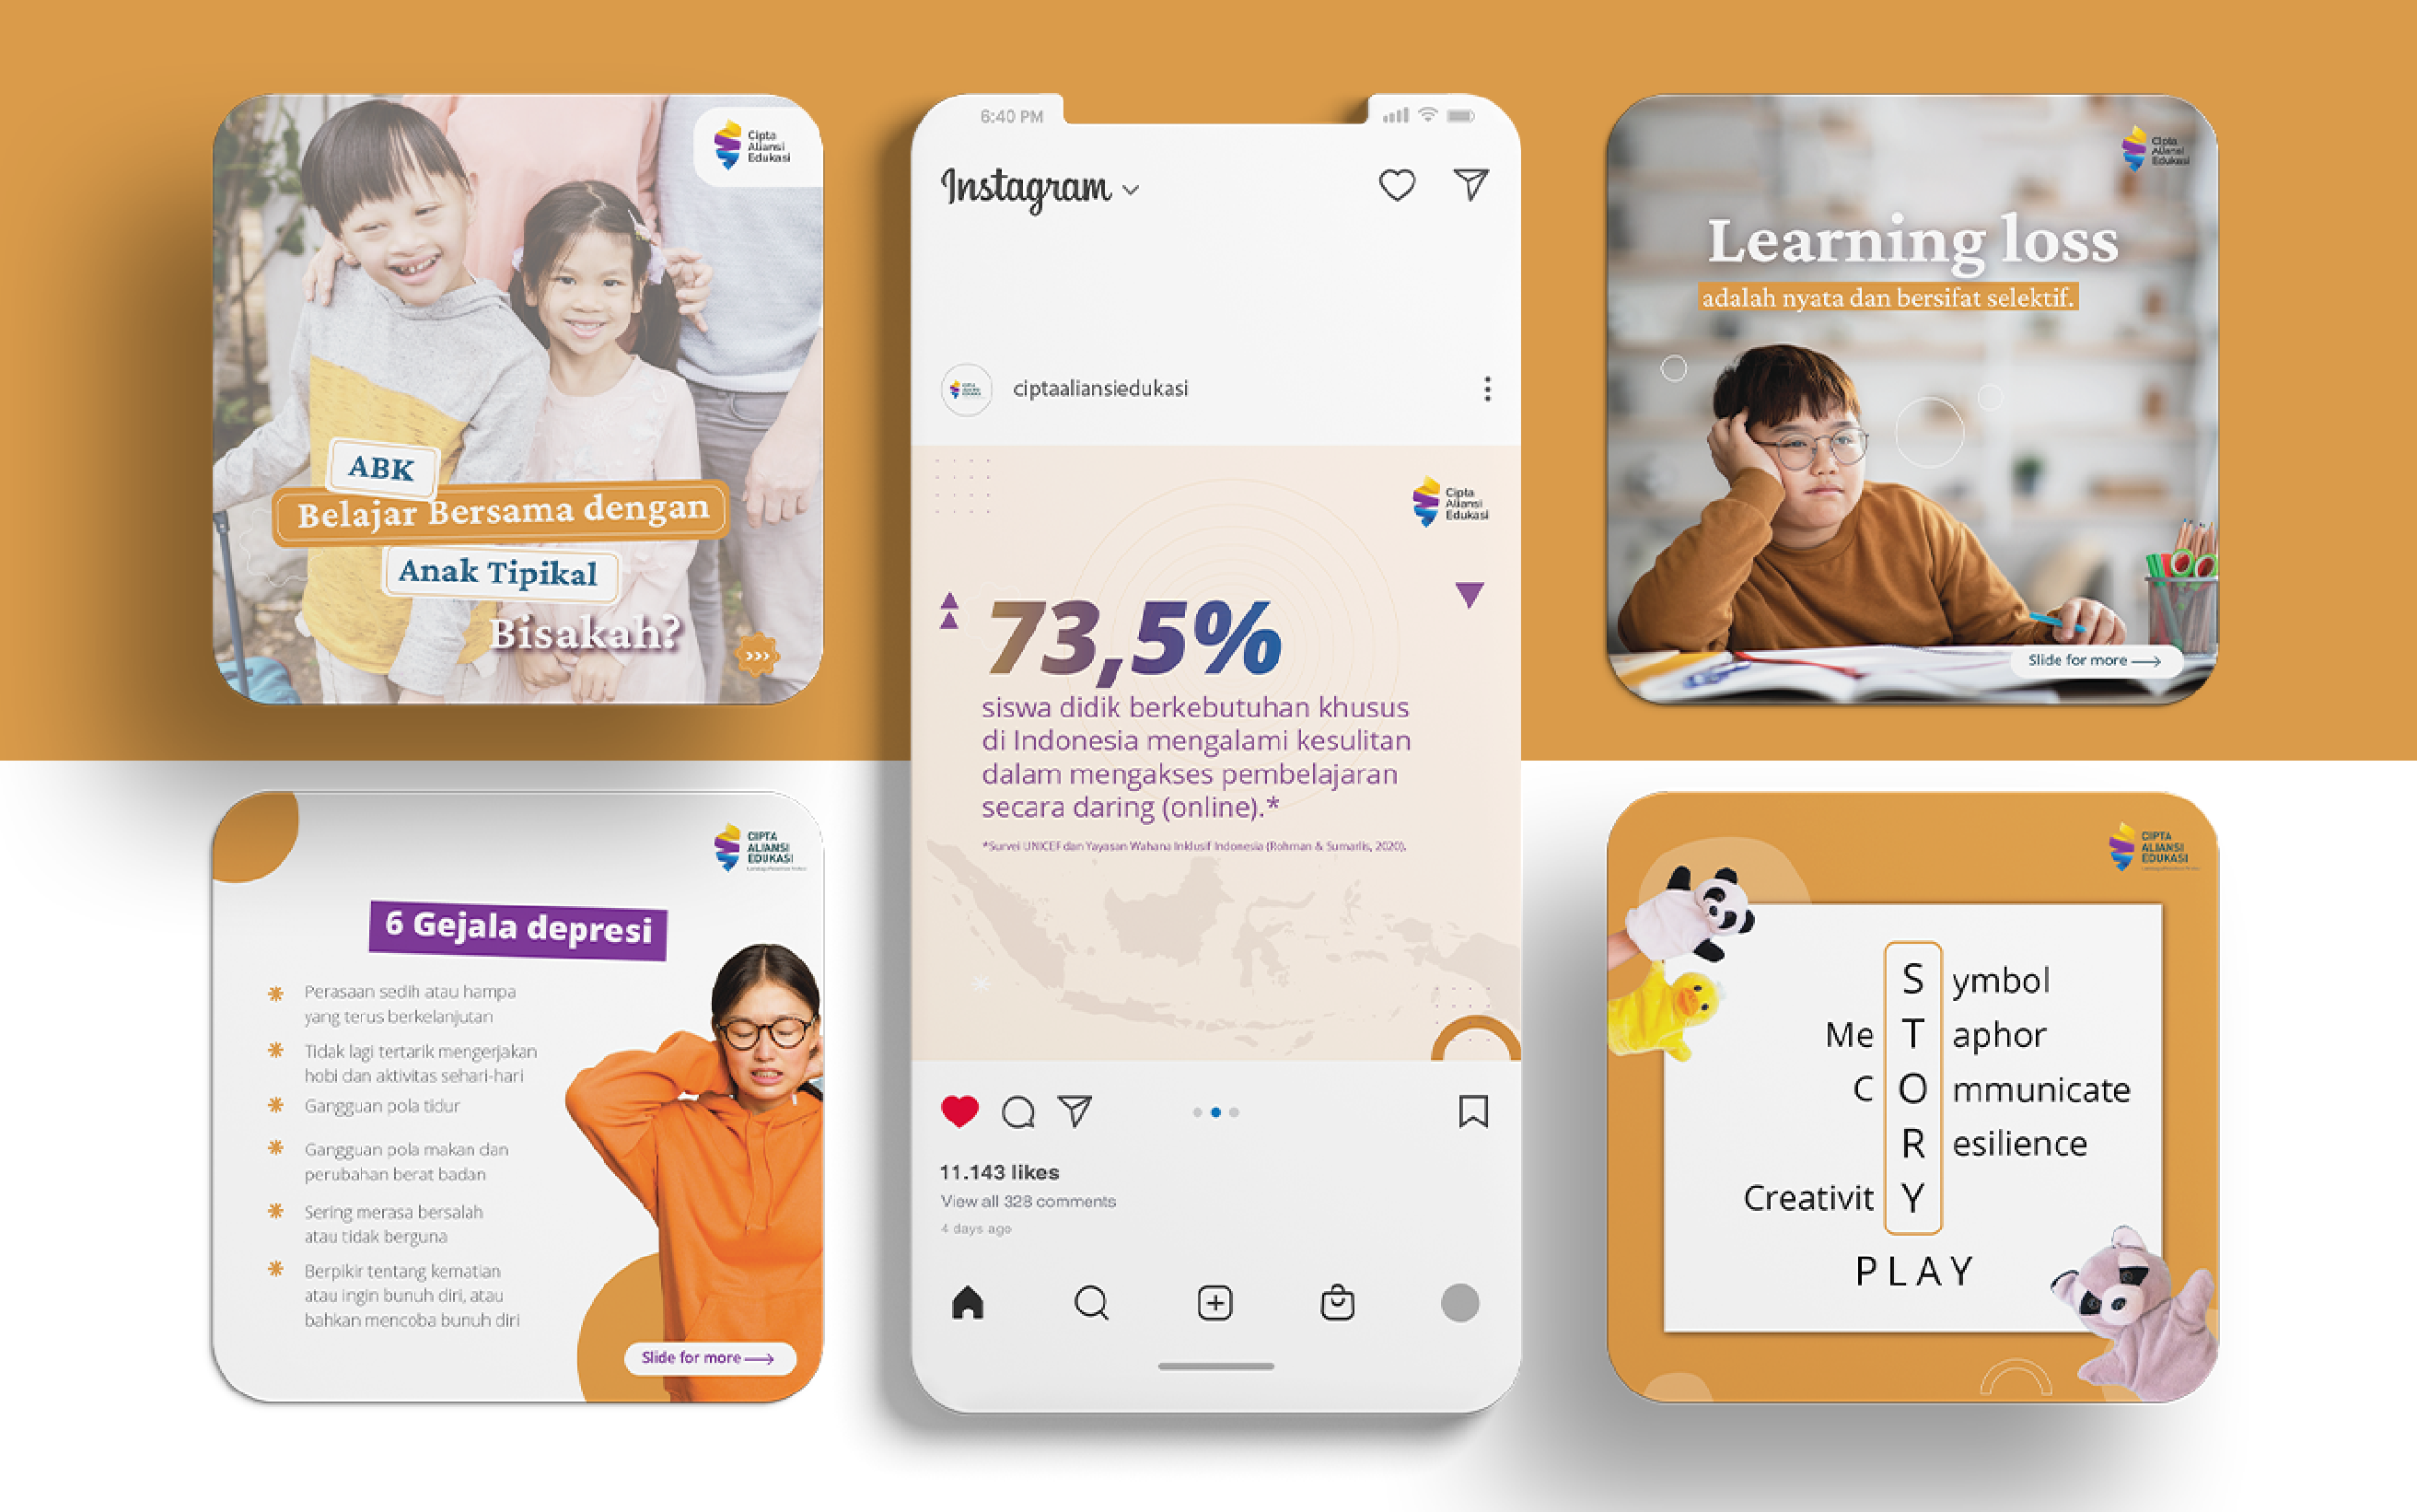 Cipta
Aliansi
Edukasi
ABK
Belajar Bersama dengan
Anak Tipikal
Bisakah?
>>>
6:40 PM
Instagram
ciptaaliansiedukasi
Cipta
Aliansi
Edukasi
73,5%
siswa didik berkebutuhan khusus
di Indonesia mengalami kesulitan
dalam mengakses pembelajaran
secara daring (online).*
*Survei UNICEF dan Yayasan Wahana Inklusif Indonesia (Rohman & Sumarlis, 2020).
11.143 likes
View all 328 comments
4 days ago
Cipta
Aliansi
Edukasi
Learning loss
adalah nyata dan bersifat selektif.
Slide for more
CIPTA
ALIANSI
EDUKASI
6 Gejala depresi
Perasaan sedih atau hampa
yang terus berkelanjutan
Tidak lagi tertarik mengerjakan
hobi dan aktivitas sehari-hari
Gangguan pola tidur
Gangguan pola makan dan
perubahan berat badan
Sering merasa bersalah
atau tidak berguna
Berpikir tentang kematian
atau ingin bunuh diri, atau
bahkan mencoba bunuh diri
Slide for more
CIPTA
ALIANSI
EDUKASI
Symbol
MeTaphor
COmmunicate
Resilience
CreativitY
PLAY